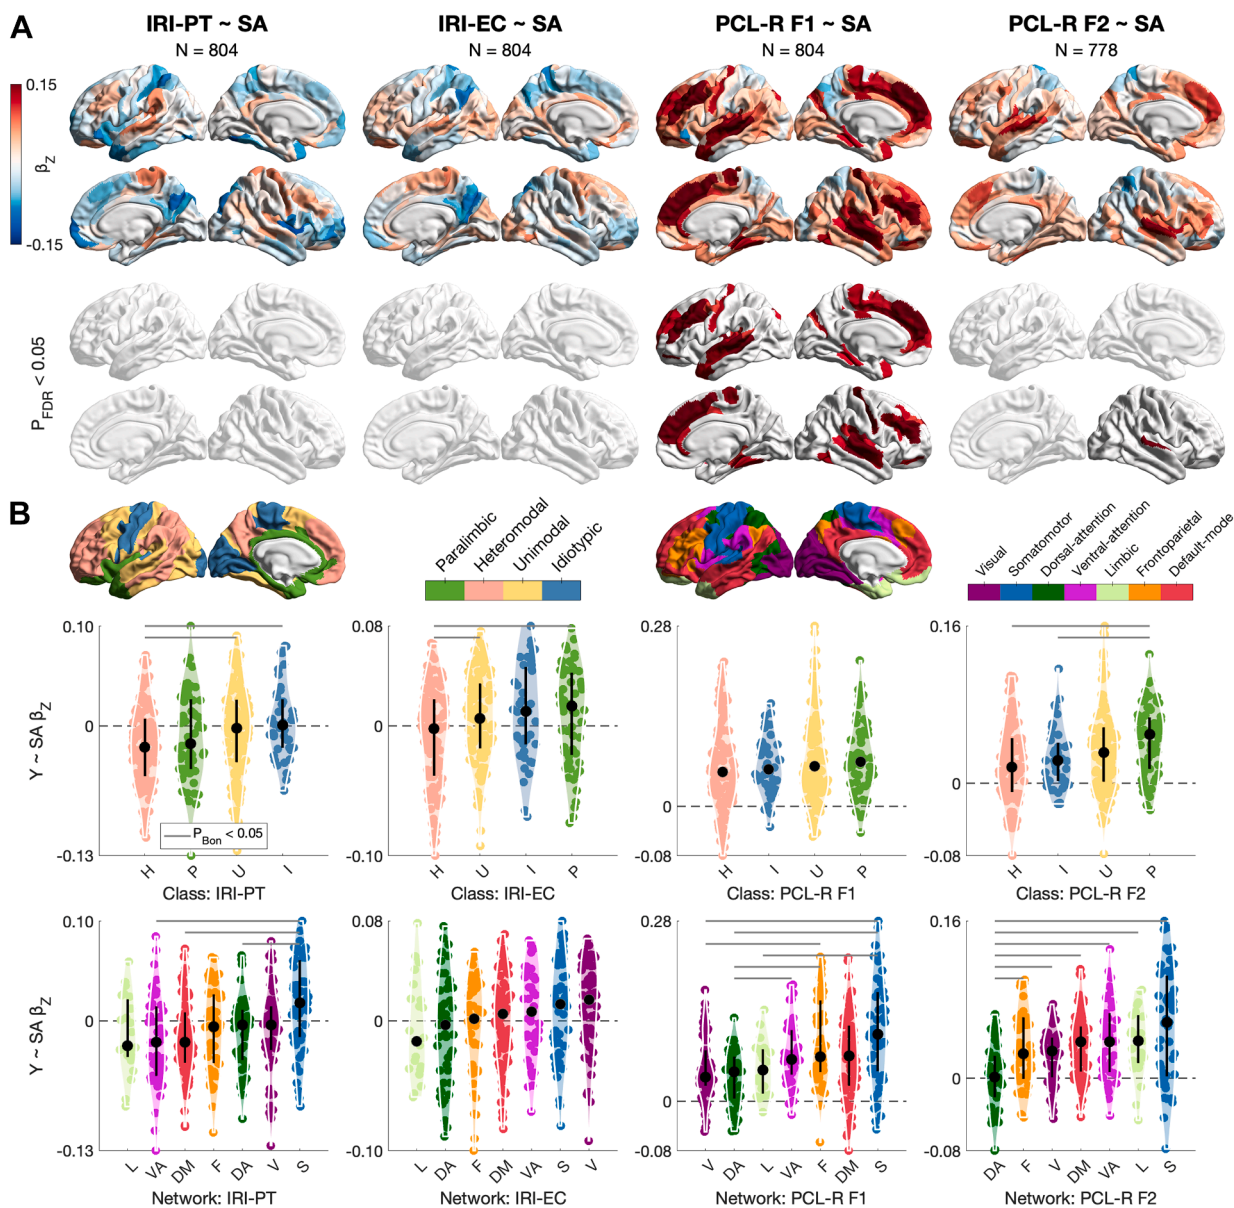 A
IRI-PT ~ SA
IRI-EC ~ SA
PCL-R F1 ~ SA
PCL-R F2 ~ SA
N = 804
N = 804
N = 804
N = 778
0.15
βZ
-0.15
PFDR < 0.05
B
Paralimbic
Heteromodal
Unimodal
Idiotypic
Visual
Somatomotor
Dorsal-attention
Ventral-attention
Limbic
Frontoparietal
Default-mode
Y ~ SA βZ
0.10
0
-0.13
PBon < 0.05
H P U I
Class: IRI-PT
0.08
0
-0.10
H U I P
Class: IRI-EC
0.28
0
-0.08
H I U P
Class: PCL-R F1
0.16
0
-0.08
H I U P
Class: PCL-R F2
Y ~ SA βZ
0.10
0
-0.13
L VA DM F DA V S
Network: IRI-PT
0.08
0
-0.10
L DA F DM VA S V
Network: IRI-EC
0.28
0
-0.08
V DA L VA F DM S
Network: PCL-R F1
0.16
0
-0.08
DA F V DM VA L S
Network: PCL-R F2